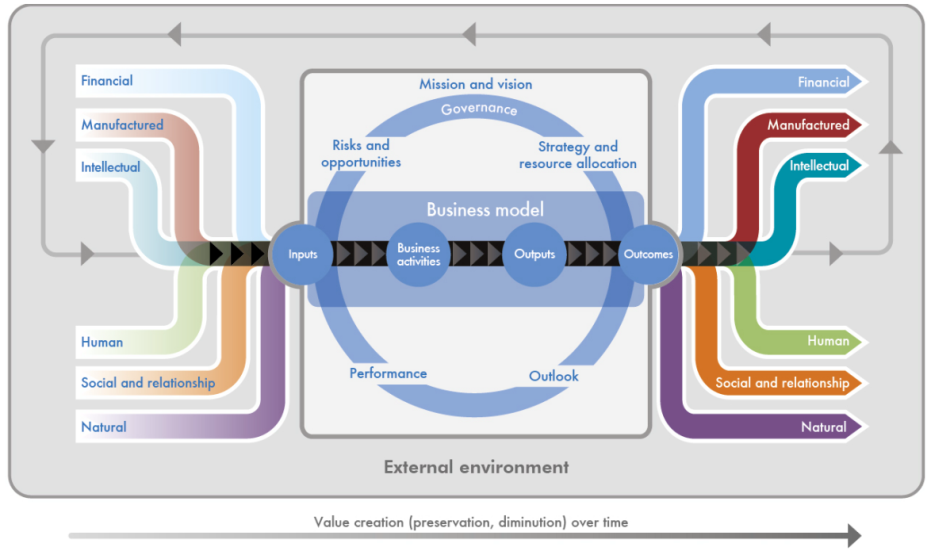 Financial
Manufactured
Intellectual
Human
Social and relationship
Natural
Mission and vision
Governance
Risks and
opportunities
Strategy and
resource allocation
Business model
Inputs
Business
activities
Outputs
Outcomes
Performance
Outlook
Financial
Manufactured
Intellectual
Human
Social and relationship
Natural
External environment
Value creation (preservation, diminution) over time